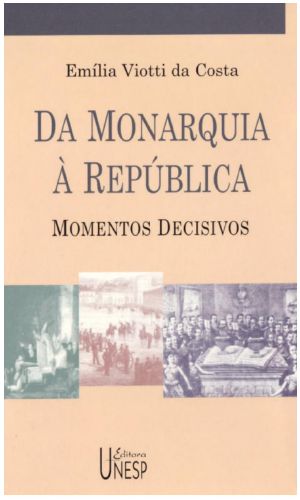 Emília Viotti da Costa
DA MONARQUIA
À REPÚBLICA
MOMENTOS DECISIVOS
Editora
UNESP